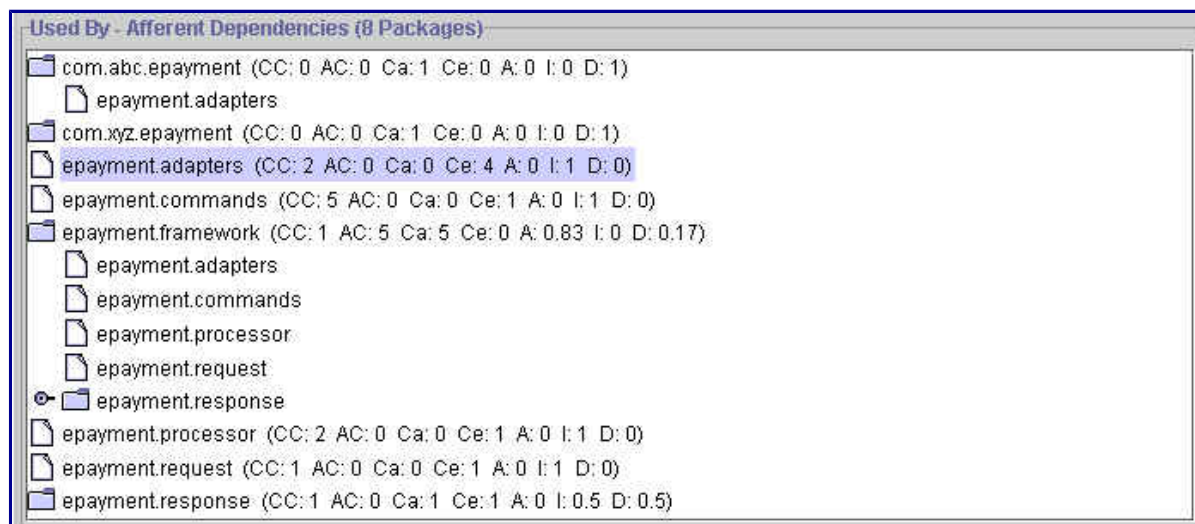 Used By - Afferent Dependencies (8 Packages)
com.abc.epayment (CC: 0 AC: 0 Ca: 1 Ce: 0 A: 0 I: 0 D: 1)
epayment.adapters
com.xyz.epayment (CC: 0 AC: 0 Ca: 1 Ce: 0 A: 0 I: 0 D: 1)
epayment.adapters (CC: 2 AC: 0 Ca: 0 Ce: 4 A: 0 I: 1 D: 0)
epayment.commands (CC: 5 AC: 0 Ca: 0 Ce: 1 A: 0 I: 1 D: 0)
epayment.framework (CC: 1 AC: 5 Ca: 5 Ce: 0 A: 0.83 I: 0 D: 0.17)
epayment.adapters
epayment.commands
epayment.processor
epayment.request
epayment.response
epayment.processor (CC: 2 AC: 0 Ca: 0 Ce: 1 A: 0 I: 1 D: 0)
epayment.request (CC: 1 AC: 0 Ca: 0 Ce: 1 A: 0 I: 1 D: 0)
epayment.response (CC: 1 AC: 0 Ca: 1 Ce: 1 A: 0 I: 0.5 D: 0.5)